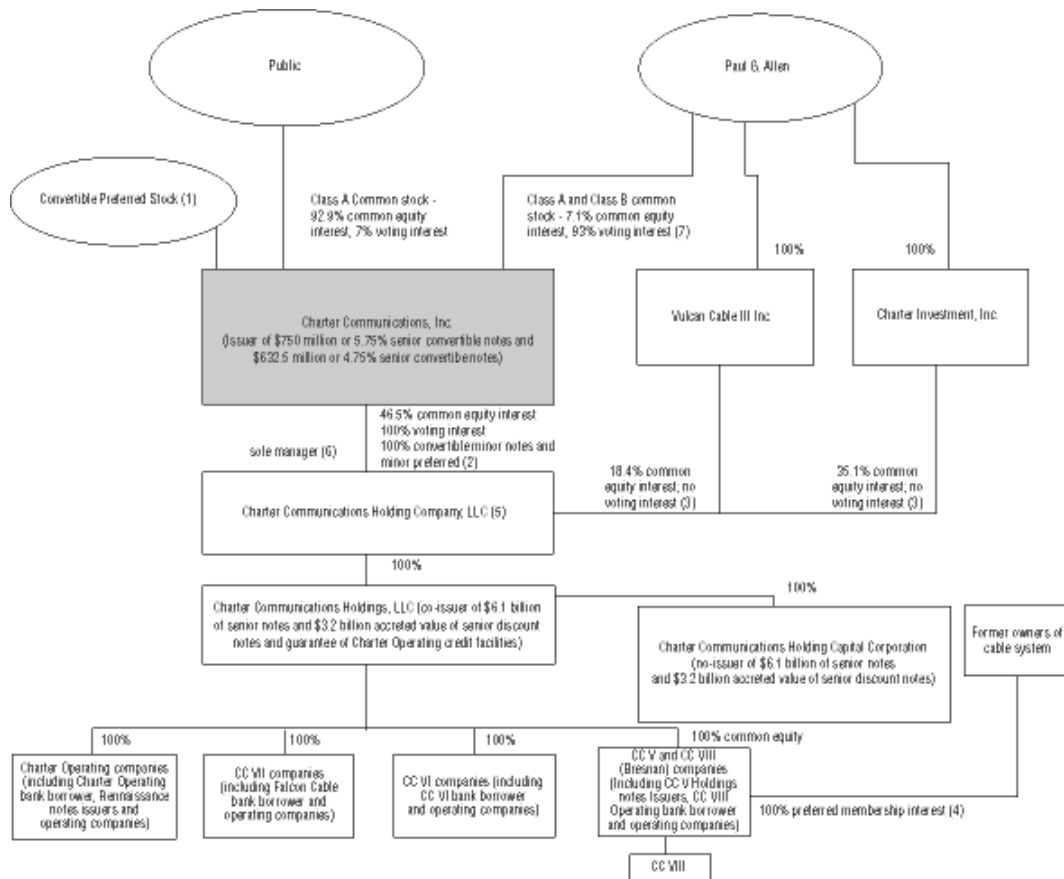 Public
Paul G. Allen
Convertible Preferred Stock (1)
Class A Common stock -
92.9% common equity
interest, 7% voting interest
Class A and Class B common
stock - 7.1% common equity
interest, 93% voting interest (7)
100%
100%
Charter Communications, Inc.
(Issuer of $750 million or 5.75% senior convertible notes and
$632.5 million or 4.75% senior convertibe notes)
Vulcan Cable III Inc.
Charter Investment, Inc.
sole manager (6)
46.5% common equity interest
100% voting interest
100% convertible minor notes and
minor preferred (2)
18.4% common
equity interest; no
voting interest (3)
35.1% common
equity interest; no
voting interest (3)
Charter Communications Holding Company, LLC (5)
100%
100%
Charter Communications Holdings, LLC (co-issuer of $6.1 billion
of senior notes and $3.2 billion accreted value of senior discount
notes and guarantee of Charter Operating credit facilities)
Charter Communications Holding Capital Corporation
(no-issuer of $6.1 billion of senior notes
and $3.2 billion accreted value of senior discount notes)
Former owners of
cable system
100%
100%
100%
100% common equity
Charter Operating companies
(including Charter Operating
bank borrower, Rennaissance
notes issuers and
operating companies)
CC VII companies
(including Falcon Cable
bank borrower and
operating companies)
CC VI companies (including
CC VI bank borrower
and operating companies)
CC V and CC VIII
(Bresnan) companies
(Including CC V Holdings
notes Issuers, CC VIII
Operating bank borrower
and operating companies)
100% preferred membership interest (4)
CC VIII